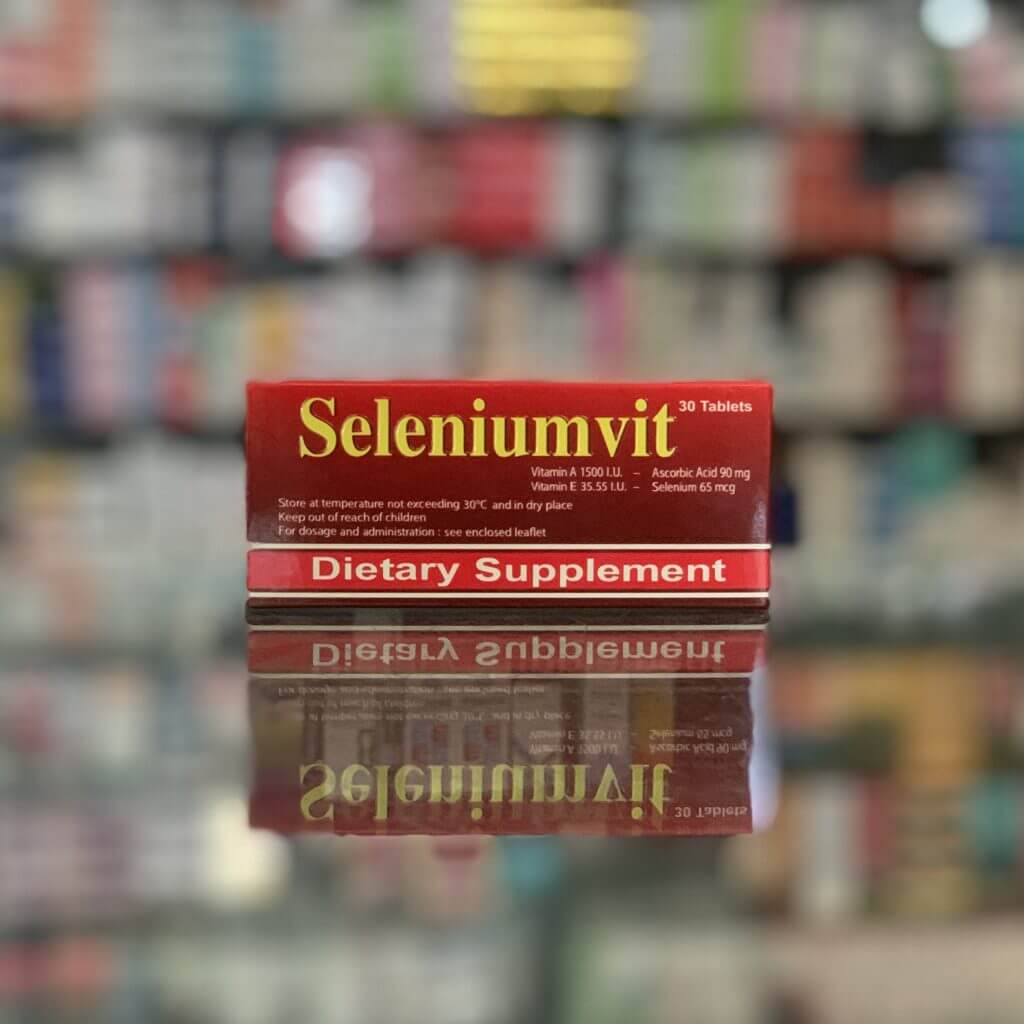 Seleniumvit 30 Tablets
Vitamin A 1500 I.U. – Ascorbic Acid 90 mg
Vitamin E 35.55 I.U. – Selenium 65 mcg
Store at temperature not exceeding 30°C and in dry place
Keep out of reach of children
For dosage and administration : see enclosed leaflet
Dietary Supplement